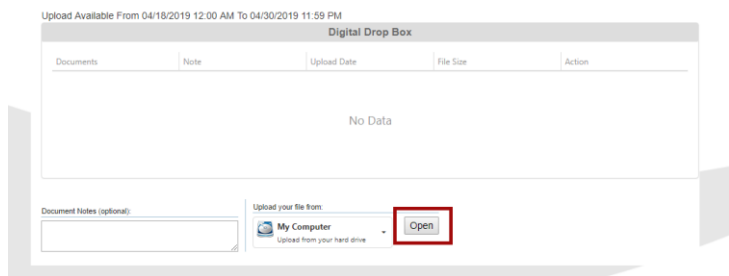 Upload Available From 04/18/2019 12:00 AM To 04/30/2019 11:59 PM
Digital Drop Box
Documents Note Upload Date File Size Action
No Data
Document Notes (optional):
Upload your file from:
My Computer
Upload from your hard drive
Open